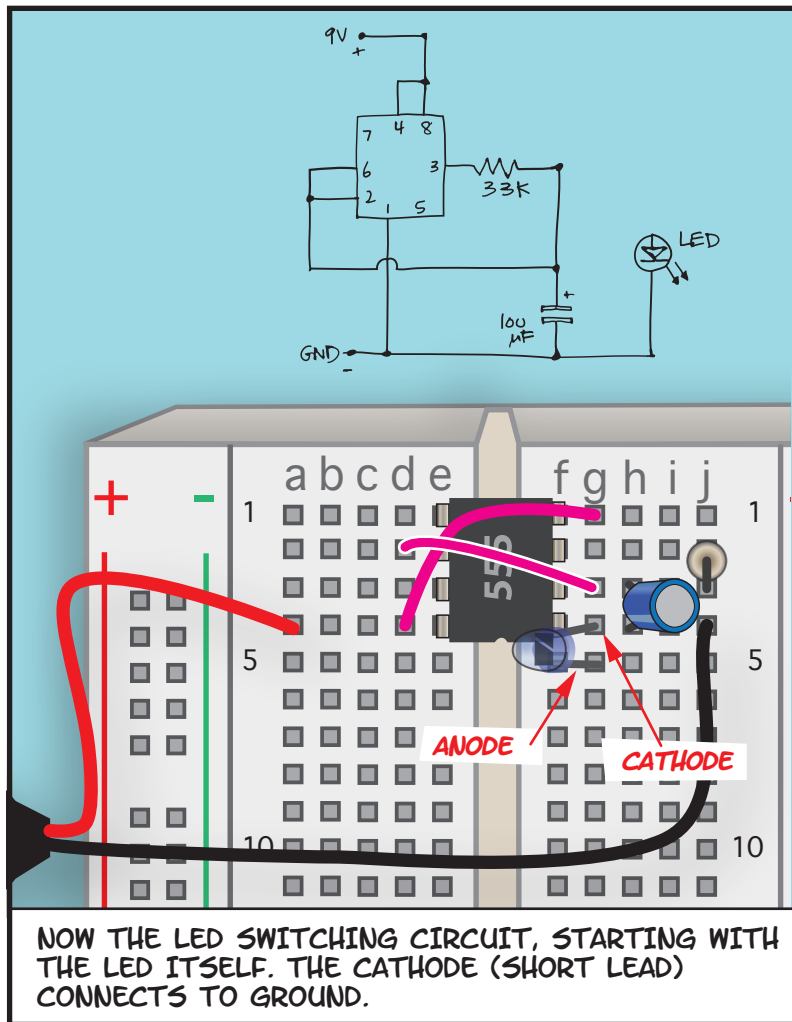 9V
+
4 8
7
6
3
2
1 5
33K
LED
+
100
µF
GND
-
+ -
a b c d e f g h i j
1 1
555
5 5
ANODE
CATHODE
10 10
NOW THE LED SWITCHING CIRCUIT, STARTING WITH
THE LED ITSELF. THE CATHODE (SHORT LEAD)
CONNECTS TO GROUND.